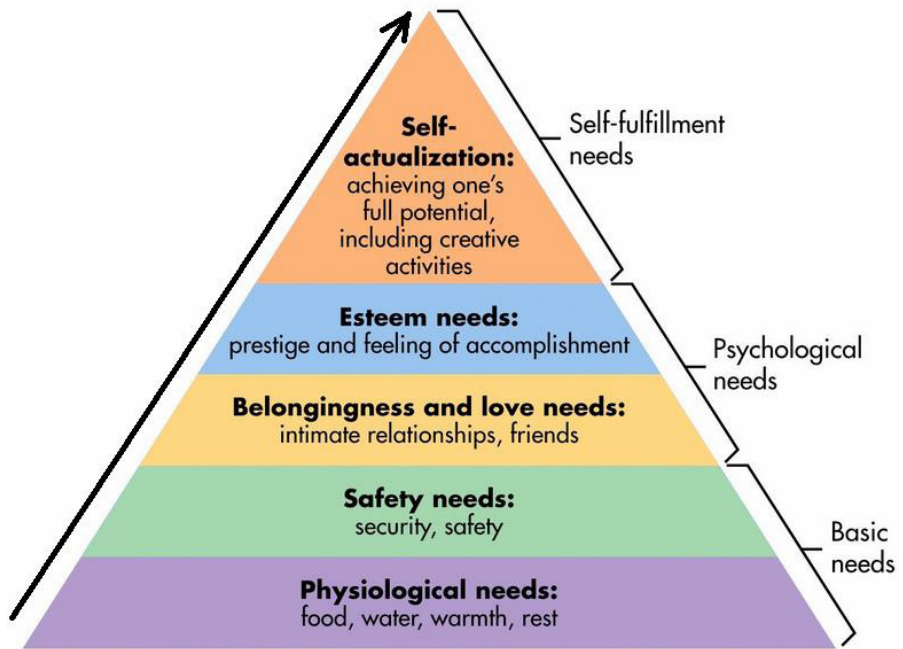 Self-
actualization:
achieving one's
full potential,
including creative
activities
Self-fulfillment
needs
Esteem needs:
prestige and feeling of accomplishment
Psychological
needs
Belongingness and love needs:
intimate relationships, friends
Safety needs:
security, safety
Basic
needs
Physiological needs:
food, water, warmth, rest